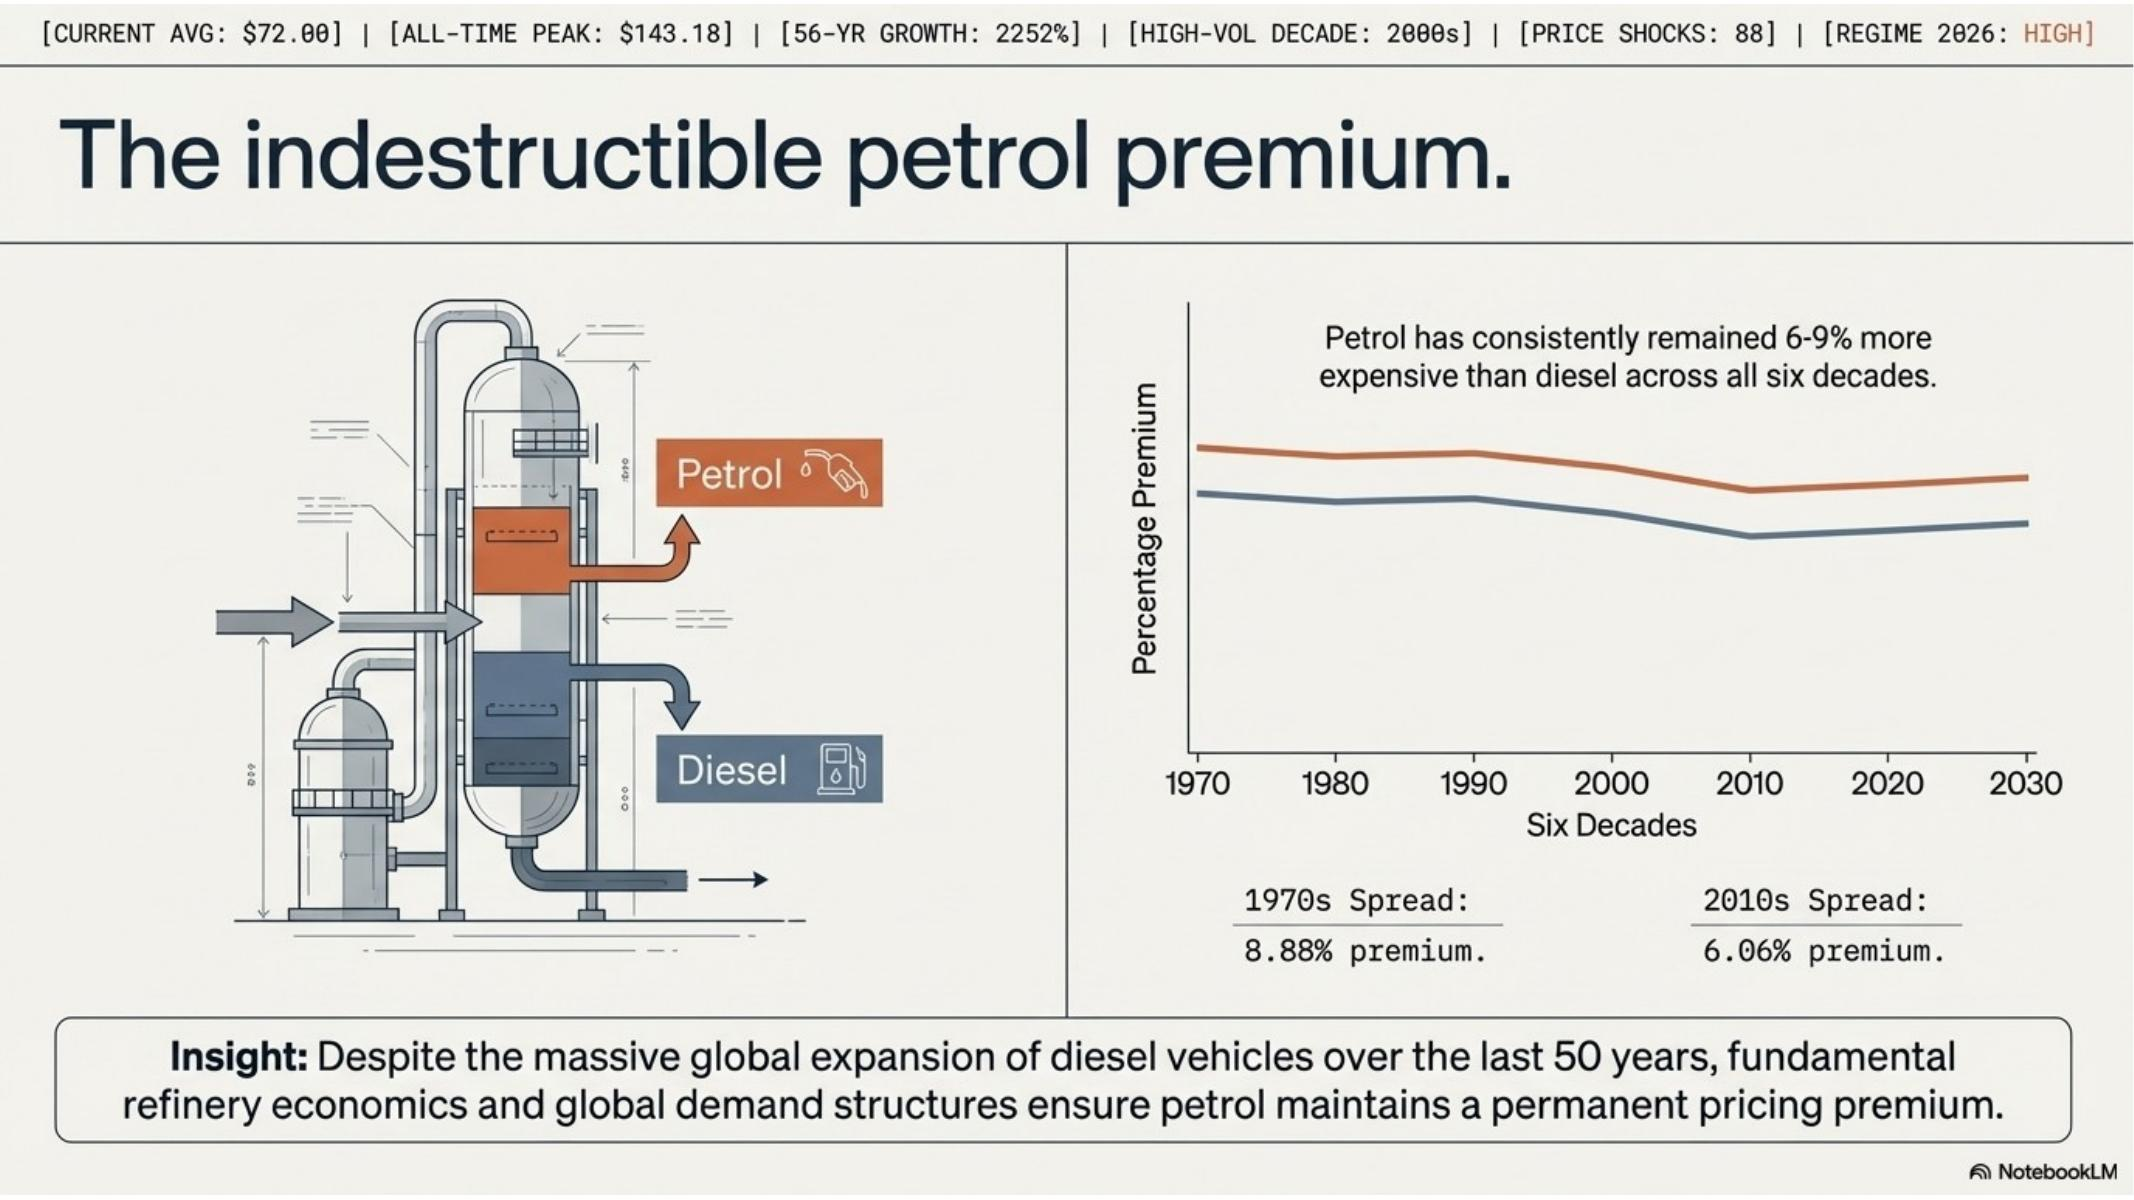 [CURRENT AVG: $72.00] | [ALL-TIME PEAK: $143.18] | [56-YR GROWTH: 2252%] | [HIGH-VOL DECADE: 2000s] | [PRICE SHOCKS: 88] | [REGIME 2026: HIGH]
The indestructible petrol premium.
Petrol
Diesel
Petrol has consistently remained 6-9% more
expensive than diesel across all six decades.
Percentage Premium
1970 1980 1990 2000 2010 2020 2030
Six Decades
1970s Spread:
8.88% premium.
2010s Spread:
6.06% premium.
Insight: Despite the massive global expansion of diesel vehicles over the last 50 years, fundamental
refinery economics and global demand structures ensure petrol maintains a permanent pricing premium.
NotebookLM